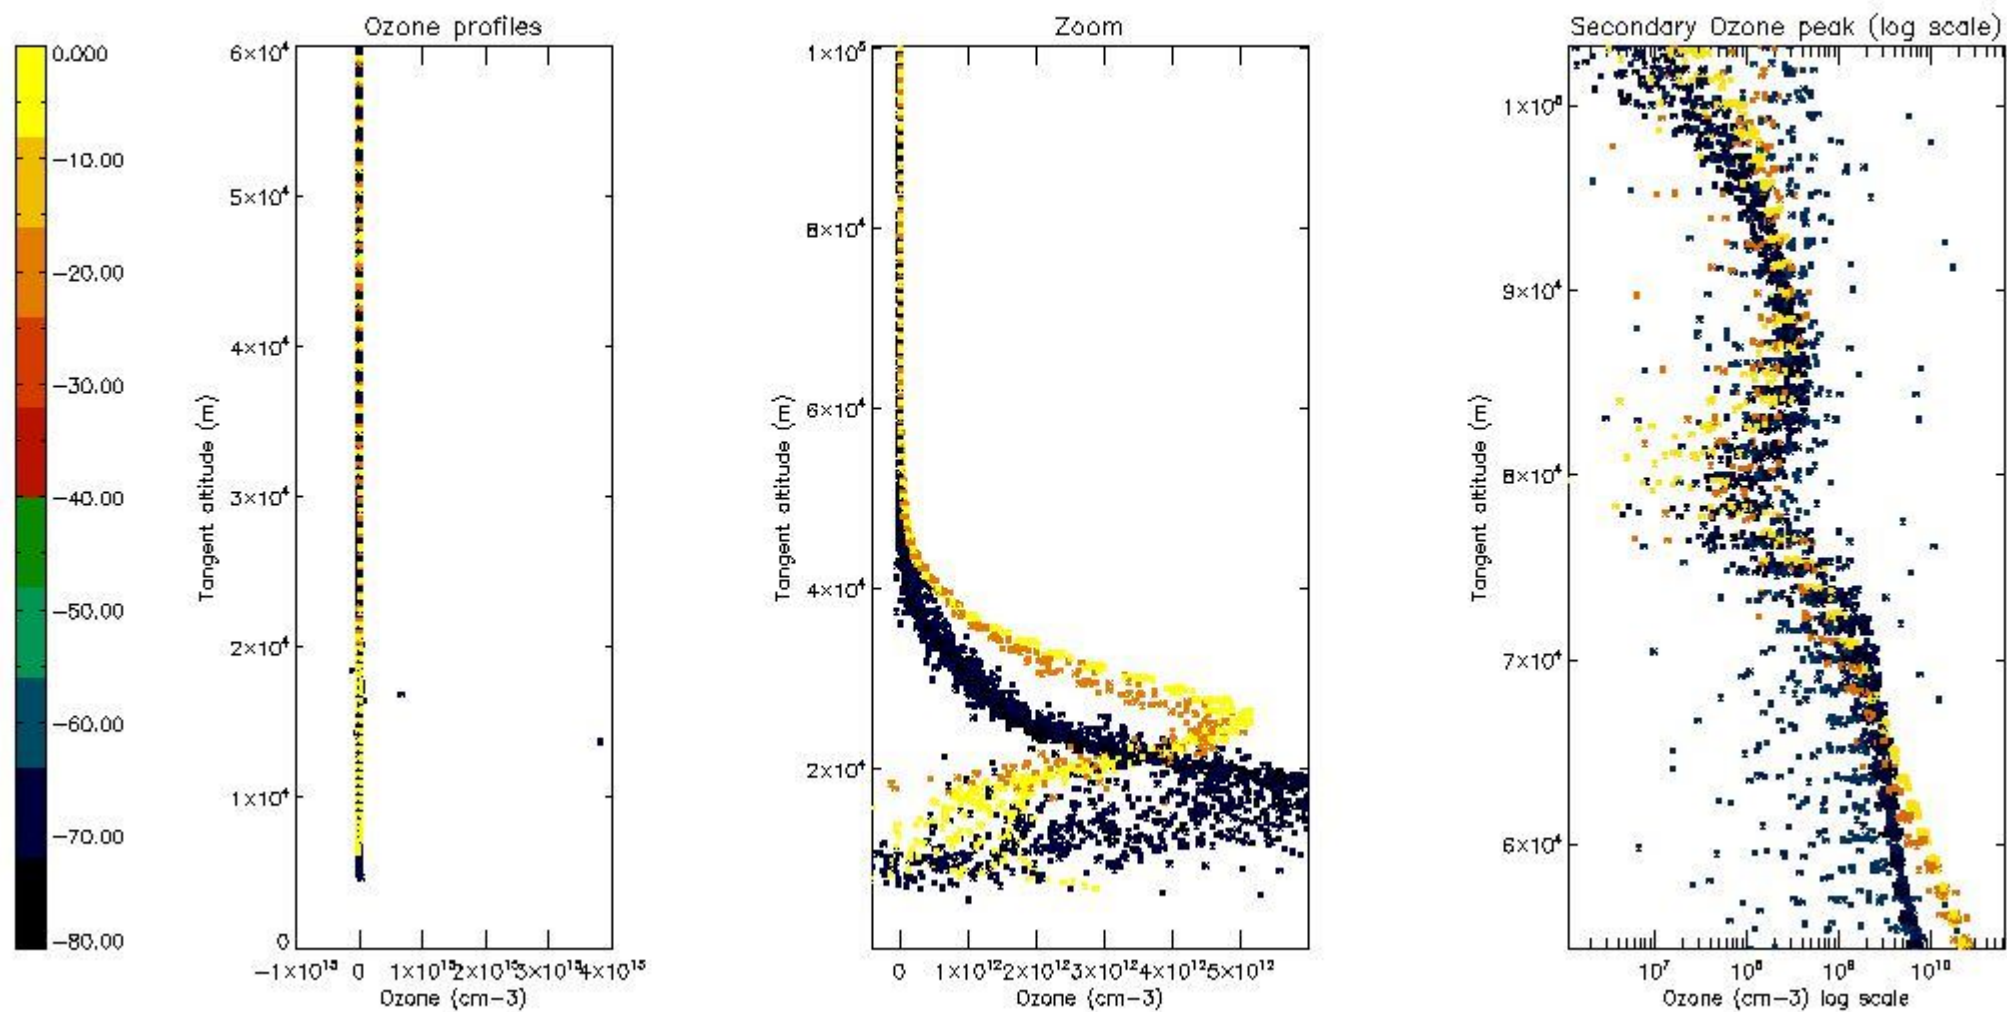 0.000
−10.00
−20.00
−30.00
−40.00
−50.00
−60.00
−70.00
−80.00
Ozone profiles
6×10⁴
5×10⁴
4×10⁴
3×10⁴
2×10⁴
1×10⁴
0
Tangent altitude (m)
−1×10¹⁵ 0 1×10¹⁵ 2×10¹⁵ 3×10¹⁵ 4×10¹⁵
Ozone (cm−3)
Zoom
1×10⁵
8×10⁴
6×10⁴
4×10⁴
2×10⁴
Tangent altitude (m)
0 1×10¹² 2×10¹² 3×10¹² 4×10¹² 5×10¹²
Ozone (cm−3)
Secondary Ozone peak (log scale)
1×10⁵
9×10⁴
8×10⁴
7×10⁴
6×10⁴
Tangent altitude (m)
10⁷ 10⁸ 10⁹ 10¹⁰
Ozone (cm−3) log scale